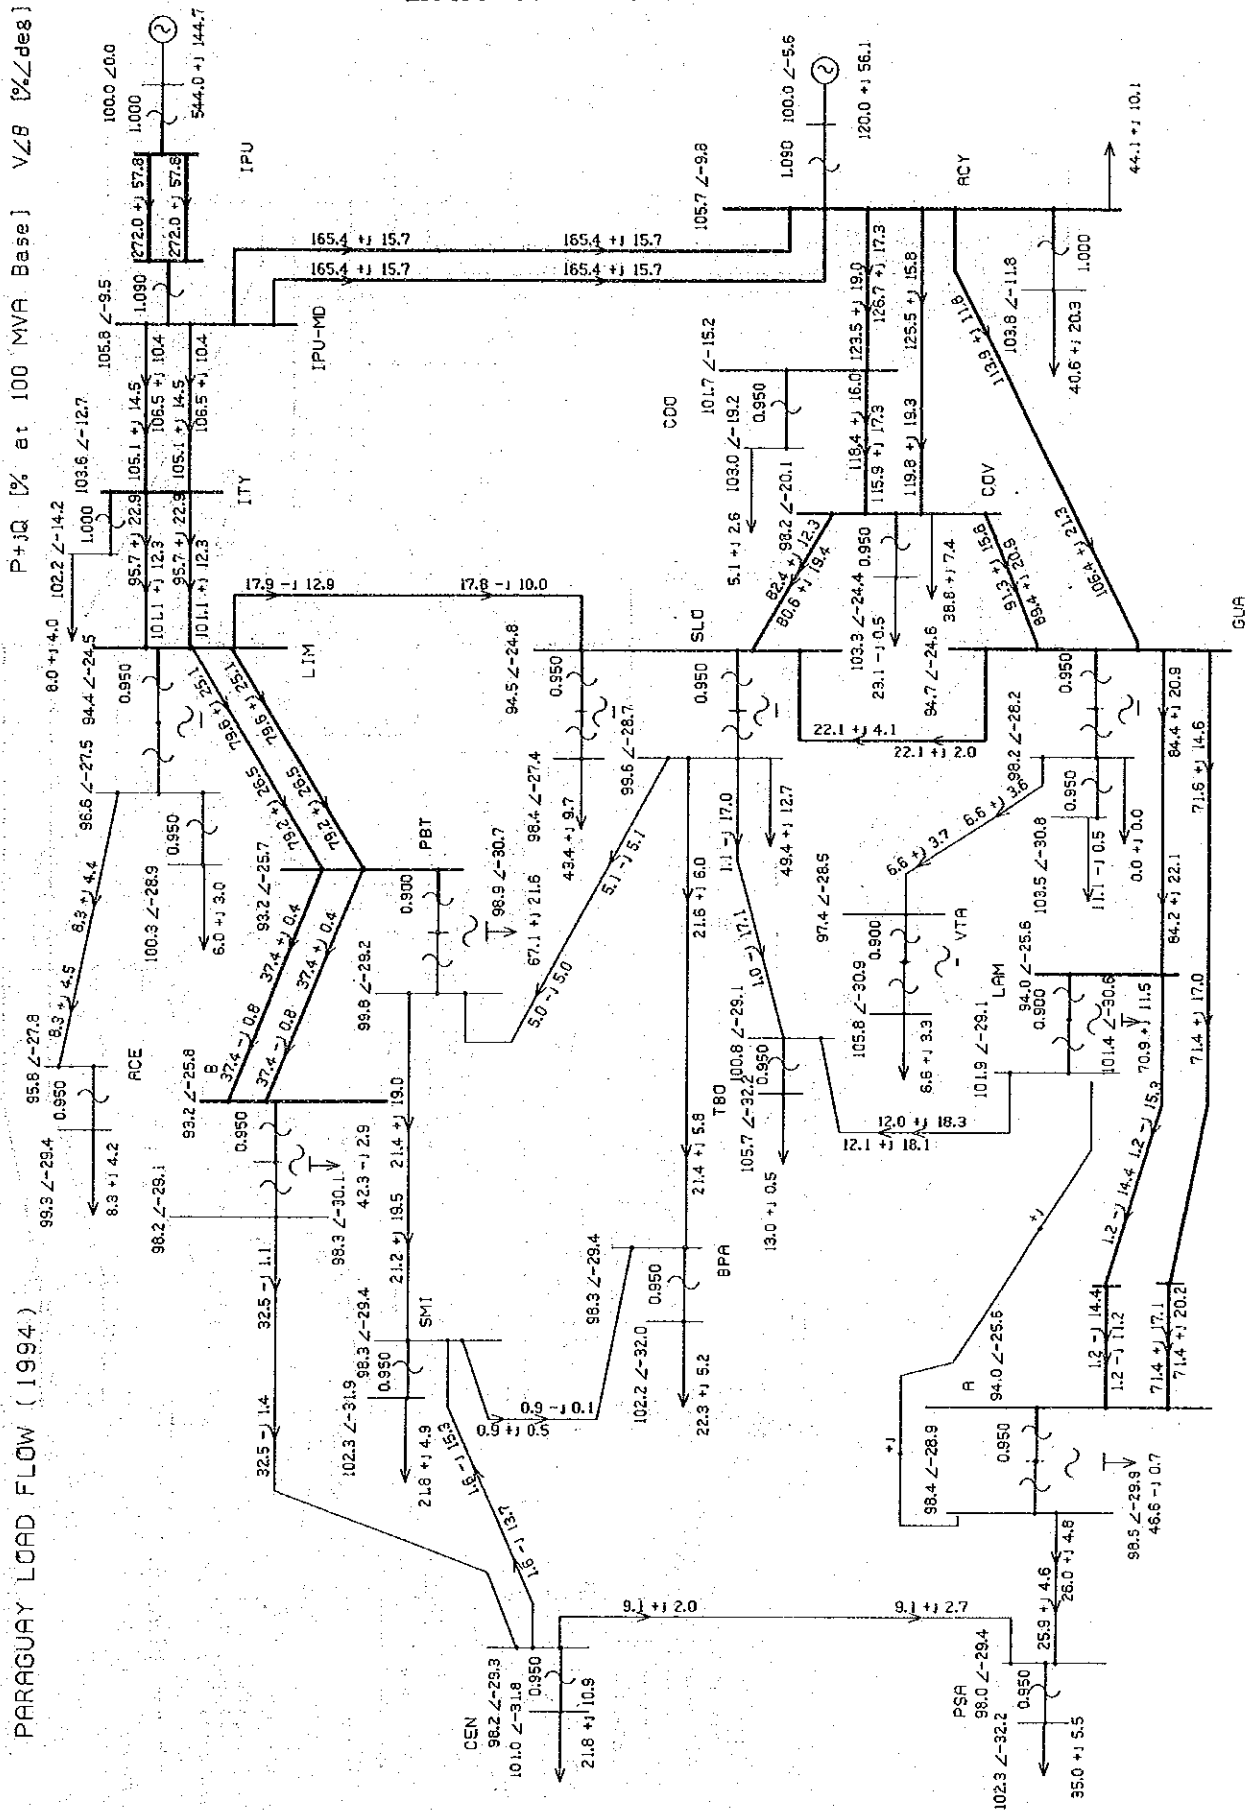 PARAGUAY LOAD FLOW (1994)
P+jQ [% at 100 MVA Base] V∠θ [%∠deg]
100.0 ∠0.0
1.000
544.0 +j 144.7
272.0 +j 57.8
272.0 +j 57.8
IPU
1.090
105.8 ∠-9.5
IPU-MD
106.5 +j 10.4
105.1 +j 14.5
106.5 +j 10.4
105.1 +j 14.5
103.6 ∠-12.7
ITY
1.000
102.2 ∠-14.2
8.0 +j 4.0
95.7 +j 22.9
101.1 +j 12.3
95.7 +j 22.9
101.1 +j 12.3
94.4 ∠-24.5
LIM
0.950
96.6 ∠-27.5
0.950
100.3 ∠-28.9
6.0 +j 3.0
8.3 +j 4.4
8.3 +j 4.5
95.8 ∠-27.8
ACE
0.950
99.3 ∠-29.4
8.3 +j 4.2
79.6 +j 25.1
79.2 +j 26.5
79.6 +j 25.1
79.2 +j 26.5
17.9 -j 12.9
17.8 -j 10.0
93.2 ∠-25.7
PBT
0.900
98.9 ∠-30.7
67.1 +j 21.6
99.8 ∠-29.2
37.4 +j 0.4
37.4 -j 0.8
37.4 +j 0.4
37.4 -j 0.8
93.2 ∠-25.8
B
0.950
98.2 ∠-29.1
98.3 ∠-30.1
42.3 -j 2.9
32.5 -j 1.1
32.5 -j 1.4
21.4 +j 19.0
21.2 +j 19.5
SMI
98.3 ∠-29.4
0.950
102.3 ∠-31.9
21.8 +j 4.9
1.6 -j 15.3
1.6 -j 13.7
0.9 -j 0.1
0.9 +j 0.5
98.3 ∠-29.4
BPA
0.950
102.2 ∠-32.0
22.3 +j 5.2
CEN
98.2 ∠-29.3
101.0 ∠-31.8
0.950
21.8 +j 10.9
9.1 +j 2.0
9.1 +j 2.7
PSA
98.0 ∠-29.4
0.950
102.3 ∠-32.2
35.0 +j 5.5
25.9 +j 4.6
26.0 +j 4.8
165.4 +j 15.7
165.4 +j 15.7
165.4 +j 15.7
165.4 +j 15.7
105.7 ∠-9.8
1.090
100.0 ∠-5.6
120.0 +j 56.1
ACY
44.1 +j 10.1
1.000
103.8 ∠-11.8
40.6 +j 20.3
126.7 +j 17.3
123.5 +j 19.0
125.5 +j 15.8
119.8 +j 19.3
113.9 +j 11.8
106.4 +j 21.3
CDO
101.7 ∠-15.2
0.950
103.0 ∠-19.2
5.1 +j 2.6
118.4 +j 16.0
115.9 +j 17.3
98.2 ∠-20.1
COV
0.950
103.3 ∠-24.4
29.1 -j 0.5
38.8 +j 7.4
82.4 +j 12.3
80.6 +j 19.4
91.3 +j 15.6
89.4 +j 20.9
SLO
94.5 ∠-24.8
0.950
98.4 ∠-27.4
43.4 +j 9.7
0.950
99.6 ∠-28.7
49.4 +j 12.7
5.1 -j 5.1
5.0 -j 5.0
21.6 +j 6.0
21.4 +j 5.8
1.1 -j 17.0
1.0 -j 17.1
22.1 +j 4.1
22.1 +j 2.0
94.7 ∠-24.6
GUA
0.950
98.2 ∠-28.2
0.950
103.5 ∠-30.8
11.1 -j 0.5
0.0 +j 0.0
6.6 +j 3.6
6.6 +j 3.7
97.4 ∠-28.5
VTA
0.900
105.8 ∠-30.9
6.6 +j 3.3
TBO
100.8 ∠-29.1
0.950
105.7 ∠-32.2
13.0 +j 0.5
12.0 +j 18.3
12.1 +j 18.1
LAM
94.0 ∠-25.6
0.900
101.4 ∠-30.6
70.9 +j 11.5
101.9 ∠-29.1
84.4 +j 20.9
84.2 +j 22.1
71.6 +j 14.6
71.4 +j 17.0
1.2 -j 15.3
1.2 -j 14.4
1.2 -j 14.4
1.2 -j 11.2
71.4 +j 17.1
71.4 +j 20.2
+j
+j
A
94.0 ∠-25.6
0.950
98.4 ∠-28.9
98.5 ∠-29.9
46.6 -j 0.7